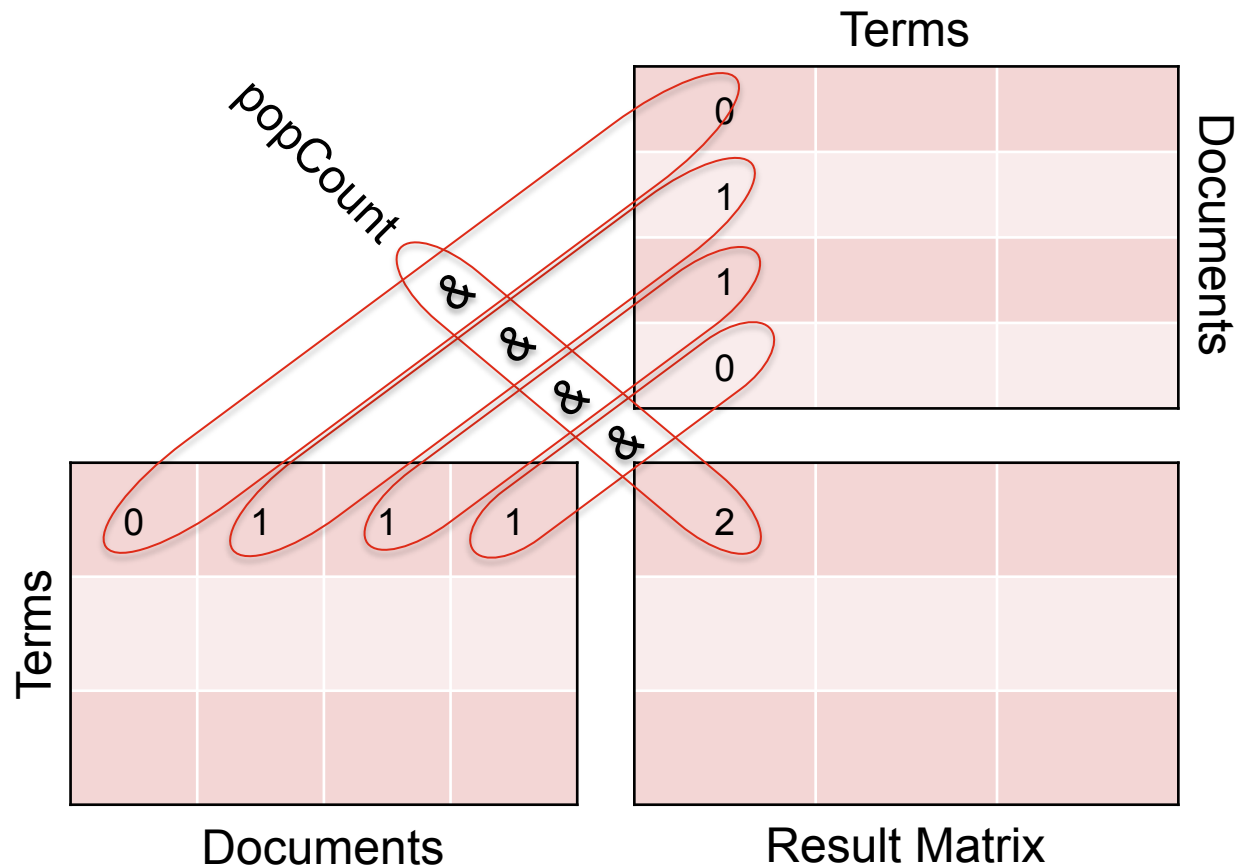 Terms
Documents
popCount
0
1
1
0
&
&
&
&
0 1 1 1
2
Terms
Documents
Result Matrix